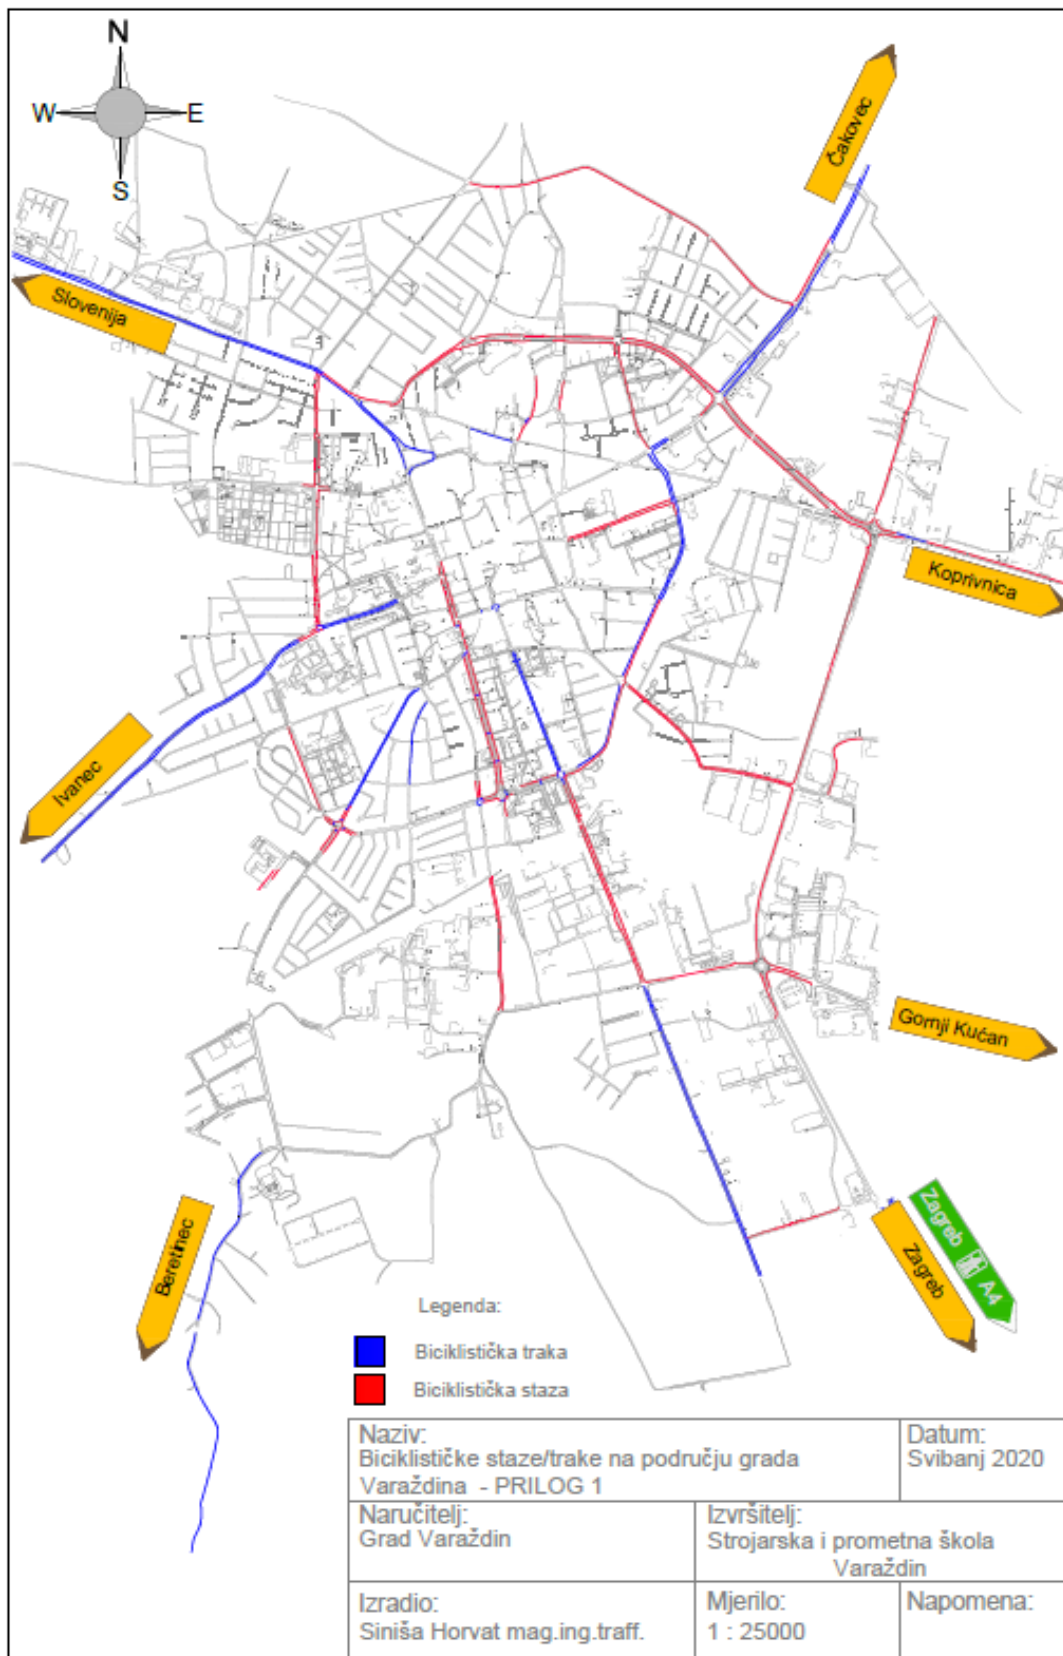 N
W
E
S
Čakovec
Slovenija
Koprivnica
Ivanec
Gornji Kućan
Beretinec
Zagreb
Zagreb A4
Legenda:
Biciklistička traka
Biciklistička staza
Naziv:
Biciklističke staze/trake na području grada
Varaždina - PRILOG 1
Datum:
Svibanj 2020
Naručitelj:
Grad Varaždin
Izvršitelj:
Strojarska i prometna škola
Varaždin
Izradio:
Siniša Horvat mag.ing.traff.
Mjerilo:
1 : 25000
Napomena: